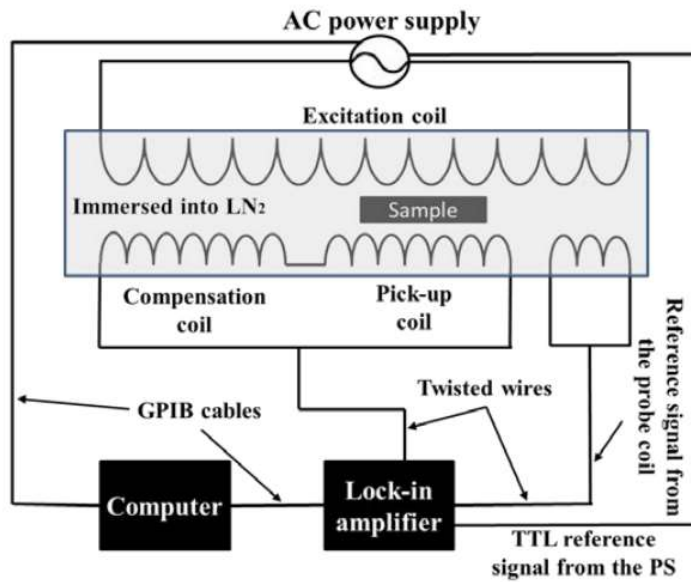 AC power supply
Excitation coil
Immersed into LN2
Sample
Compensation
coil
Pick-up
coil
Reference signal from
the probe coil
GPIB cables
Twisted wires
Computer
Lock-in
amplifier
TTL reference
signal from the PS